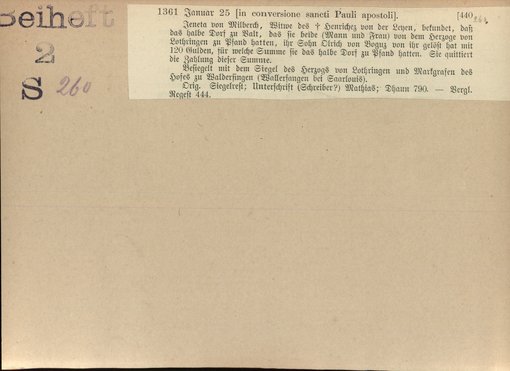 Beiheft
2
S 260
1361 Januar 25 [in conversione sancti Pauli apostoli]. [440
Jeneta von Milberch, Witwe des † Henrichez von der Leyen, bekundet, daß
das halbe Dorf zu Valt, das sie beide (Mann und Frau) von dem Herzoge von
Lothringen zu Pfand hatten, ihr Sohn Olrich von Boguz von ihr gelöst hat mit
120 Gulden, für welche Summe sie das halbe Dorf zu Pfand hatten. Sie quittiert
die Zahlung dieser Summe.
Besiegelt mit dem Siegel des Herzogs von Lothringen und Markgrafen des
Hofes zu Walderfingen (Wallerfangen bei Saarlouis).
Orig. Siegelrest; Unterschrift (Schreiber?) Mathias; Dhaun 790. — Vergl.
Regest 444.